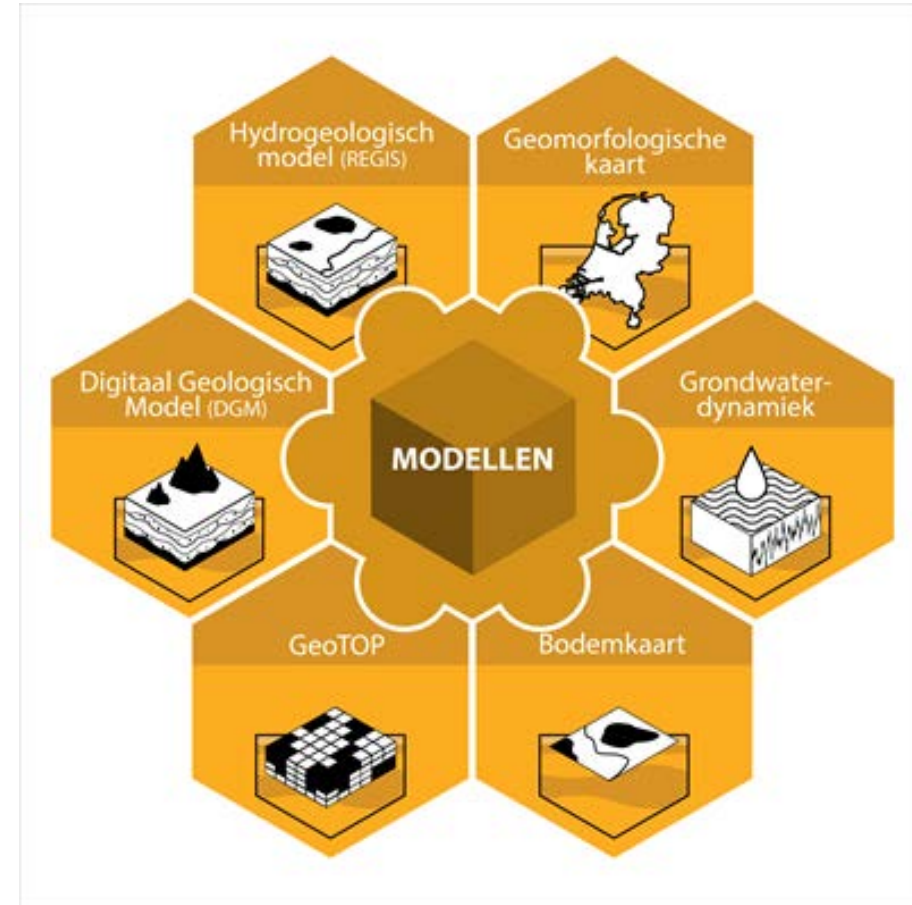 Hydrogeologisch
model (REGIS)
Geomorfologische
kaart
Digitaal Geologisch
Model (DGM)
MODELLEN
Grondwater-
dynamiek
GeoTOP
Bodemkaart